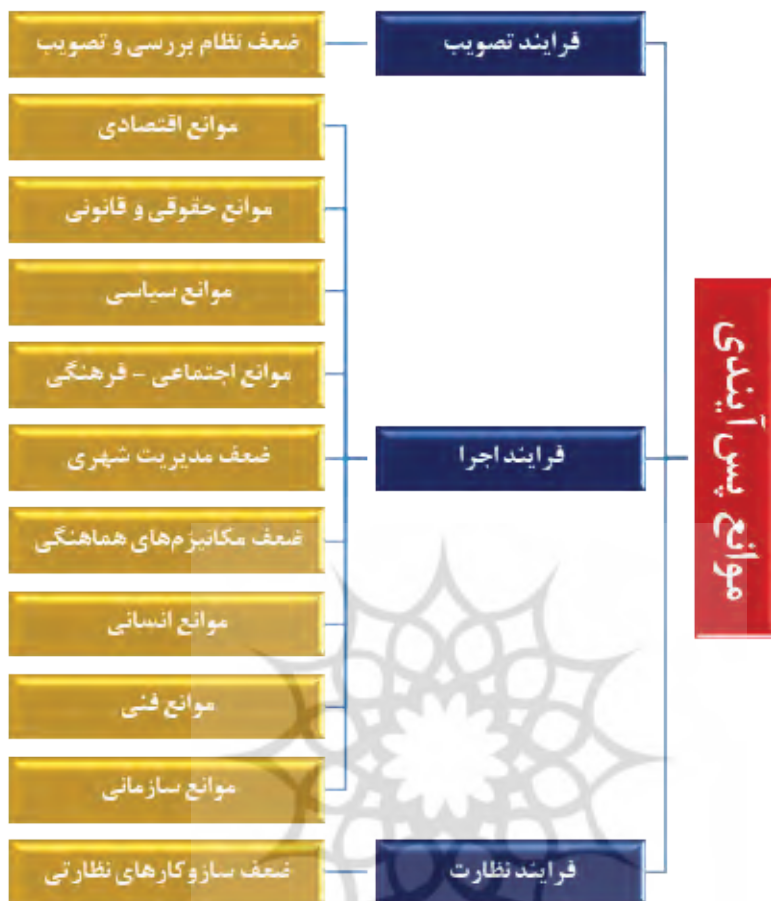 موانع پس‌آیندی
فرایند تصویب
ضعف نظام بررسی و تصویب
فرایند اجرا
موانع اقتصادی
موانع حقوقی و قانونی
موانع سیاسی
موانع اجتماعی - فرهنگی
ضعف مدیریت شهری
ضعف مکانیزم‌های هماهنگی
موانع انسانی
موانع فنی
موانع سازمانی
فرایند نظارت
ضعف سازوکارهای نظارتی